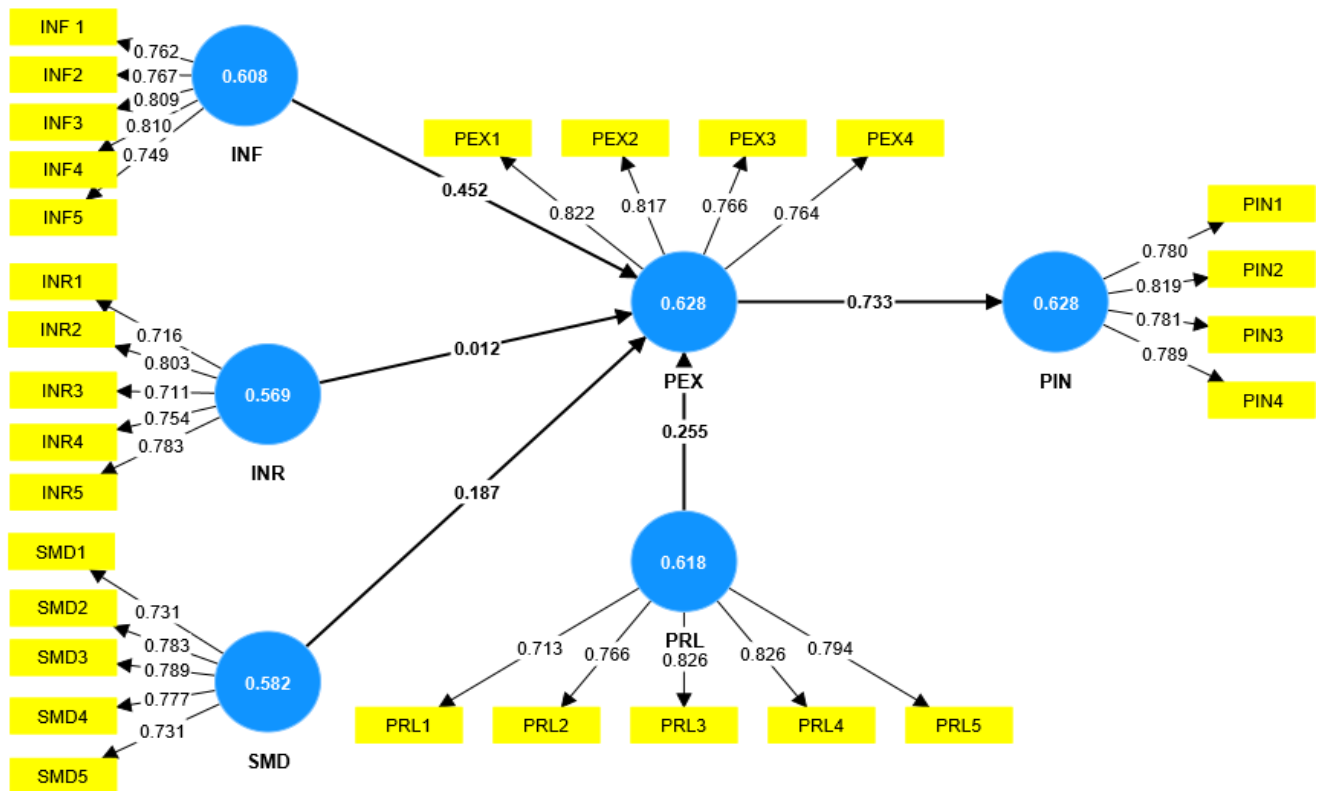 INF 1
INF2
INF3
INF4
INF5
0.762
0.767
0.809
0.810
0.749
0.608
INF
0.452
PEX1
PEX2
PEX3
PEX4
0.822
0.817
0.766
0.764
0.628
PEX
0.733
0.628
PIN
PIN1
PIN2
PIN3
PIN4
0.780
0.819
0.781
0.789
INR1
INR2
INR3
INR4
INR5
0.716
0.803
0.711
0.754
0.783
0.569
INR
0.012
0.255
0.187
SMD1
SMD2
SMD3
SMD4
SMD5
0.731
0.783
0.789
0.777
0.731
0.582
SMD
0.618
PRL
0.713
0.766
0.826
0.826
0.794
PRL1
PRL2
PRL3
PRL4
PRL5